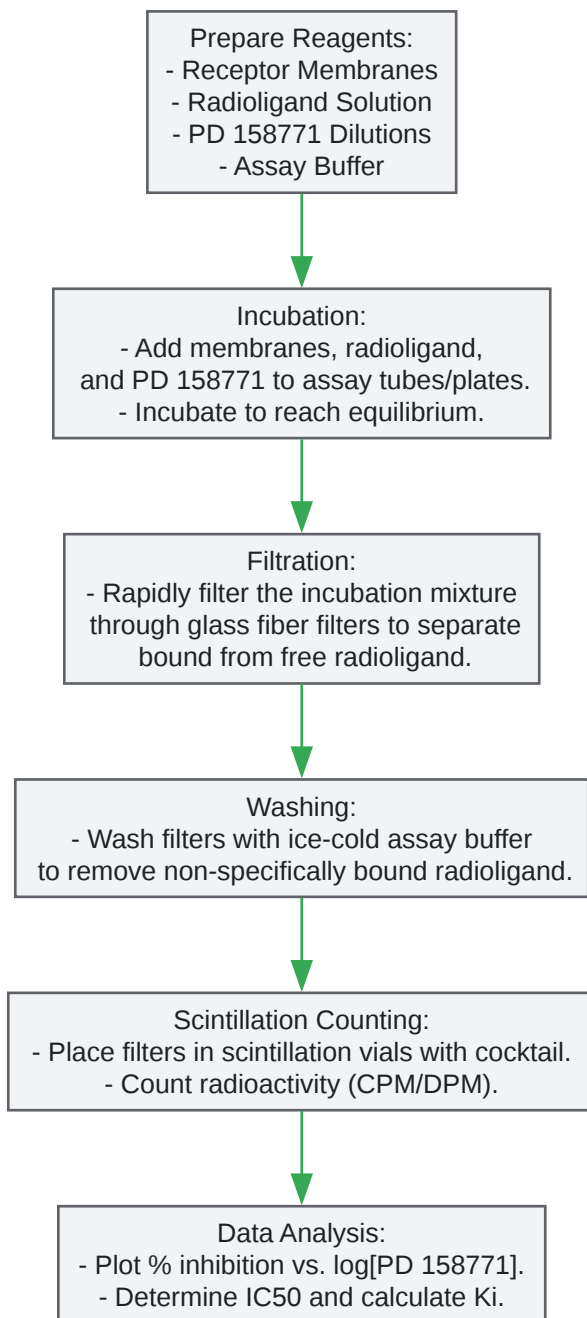 Prepare Reagents:
- Receptor Membranes
- Radioligand Solution
- PD 158771 Dilutions
- Assay Buffer
Incubation:
- Add membranes, radioligand,
and PD 158771 to assay tubes/plates.
- Incubate to reach equilibrium.
Filtration:
- Rapidly filter the incubation mixture
through glass fiber filters to separate
bound from free radioligand.
Washing:
- Wash filters with ice-cold assay buffer
to remove non-specifically bound radioligand.
Scintillation Counting:
- Place filters in scintillation vials with cocktail.
- Count radioactivity (CPM/DPM).
Data Analysis:
- Plot % inhibition vs. log[PD 158771].
- Determine IC50 and calculate Ki.